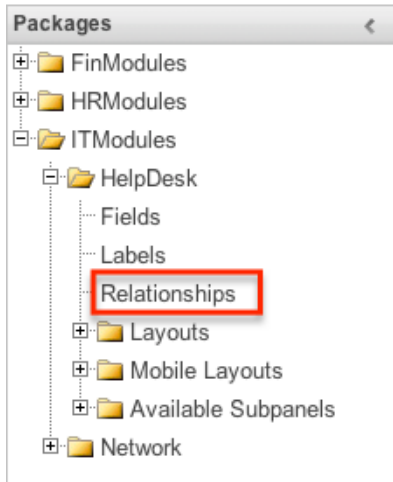 Packages
FinModules
HRModules
ITModules
HelpDesk
Fields
Labels
Relationships
Layouts
Mobile Layouts
Available Subpanels
Network